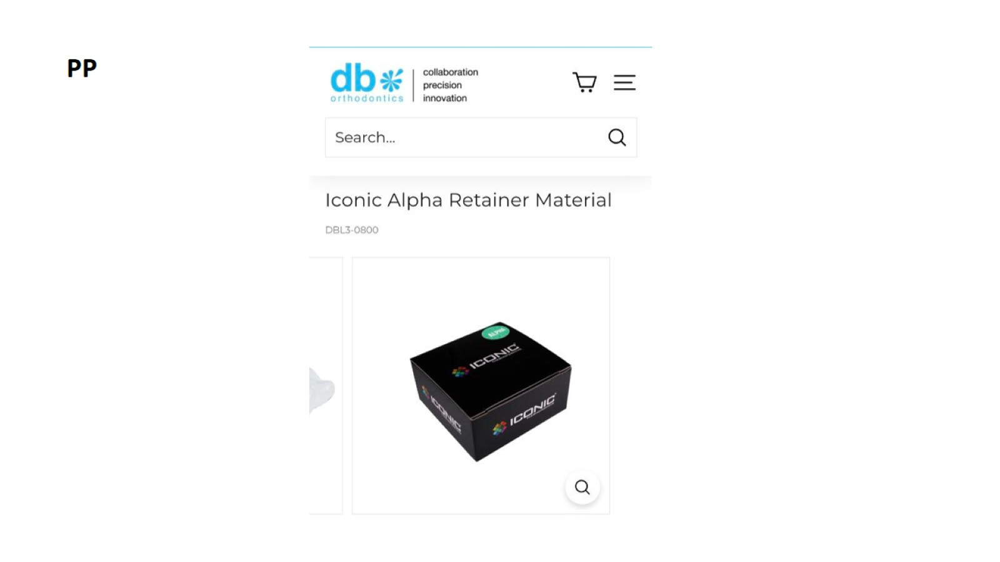 PP
db
orthodontics
collaboration
precision
innovation
Search...
Iconic Alpha Retainer Material
DBL3-0800
ALPHA
ICONIC
ICONIC
ICONIC